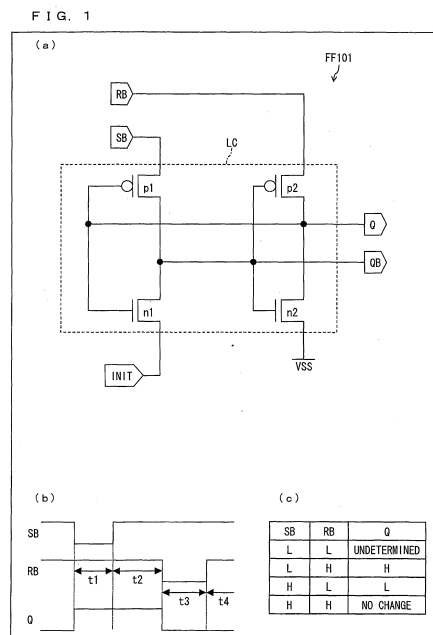 FIG. 1
(a)
FF101
RB
SB
LC
p1
p2
Q
QB
n1
n2
INIT
VSS
(b)
SB
RB
t1
t2
t3
t4
Q
(c)
SB RB Q
L L UNDETERMINED
L H H
H L L
H H NO CHANGE